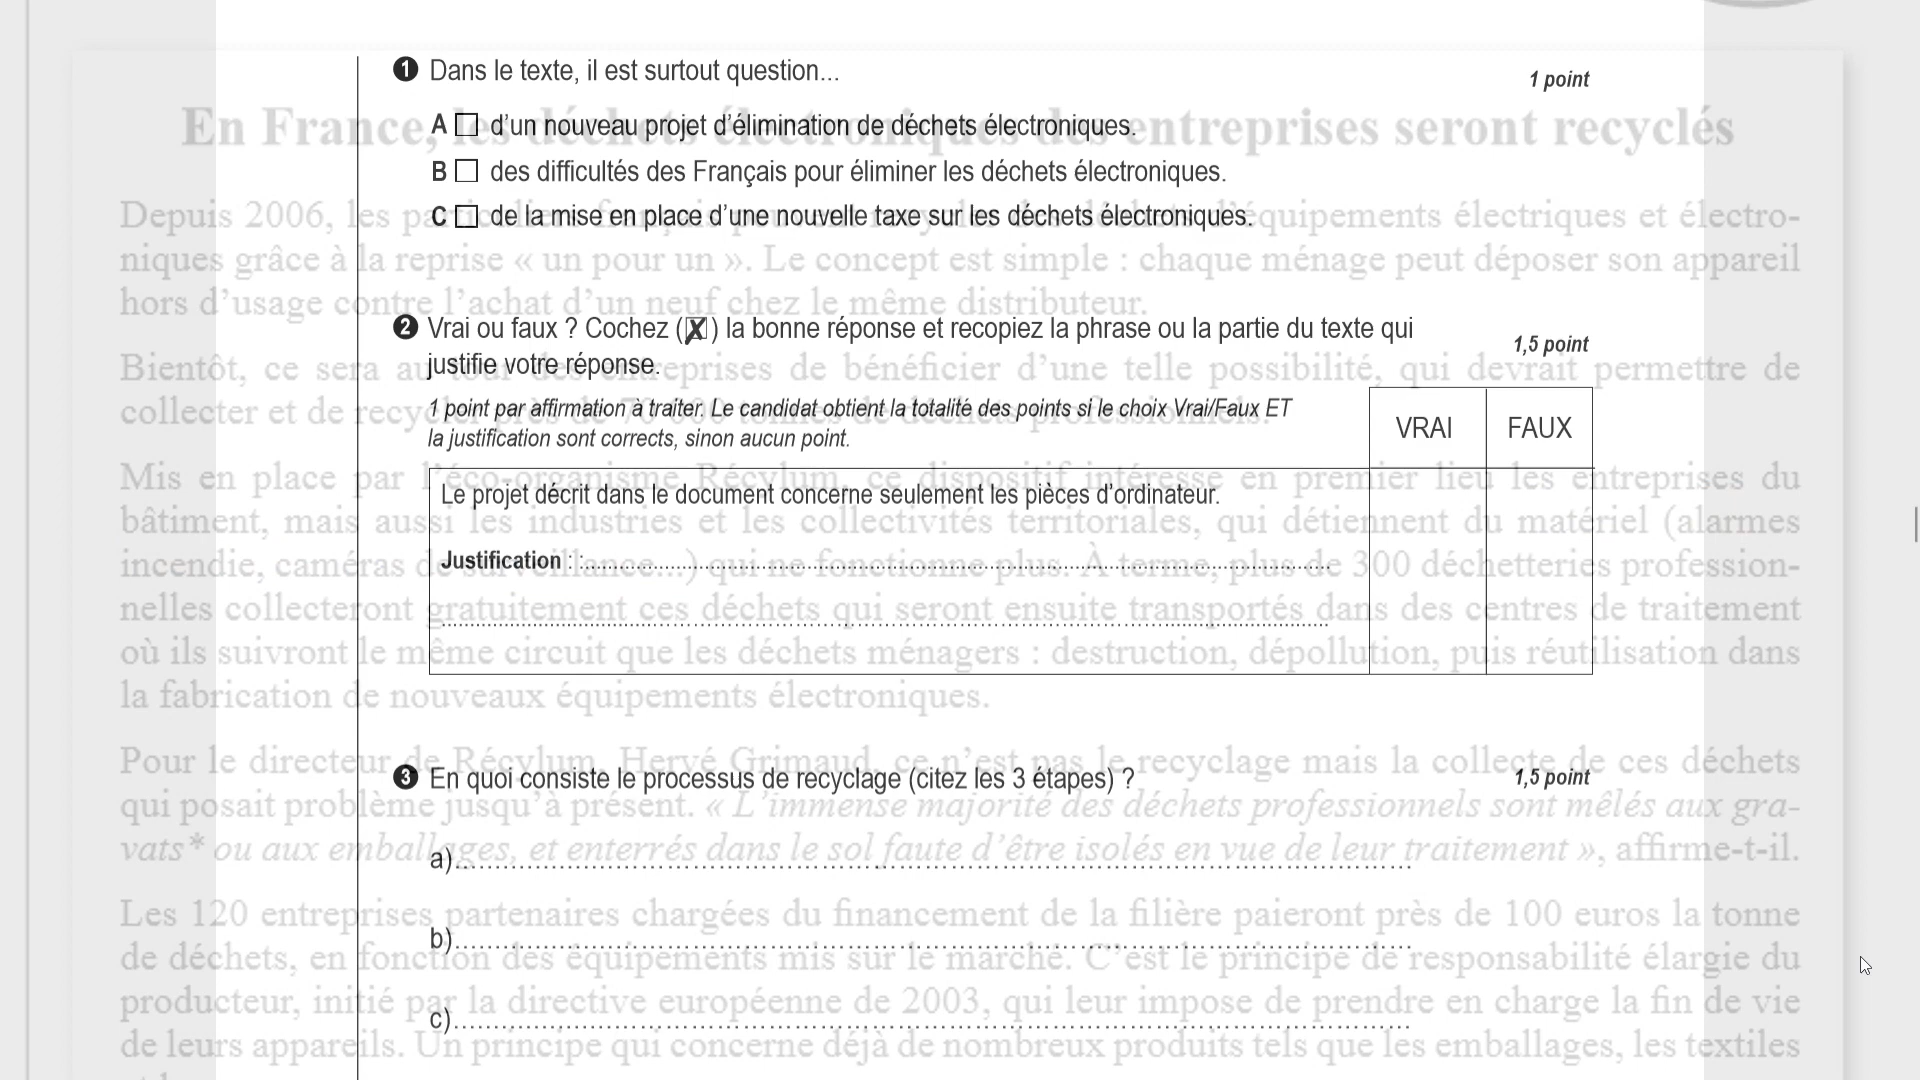 ❶ Dans le texte, il est surtout question...
1 point
A □ d'un nouveau projet d'élimination de déchets électroniques.
B □ des difficultés des Français pour éliminer les déchets électroniques.
C □ de la mise en place d'une nouvelle taxe sur les déchets électroniques.
❷ Vrai ou faux ? Cochez (☒) la bonne réponse et recopiez la phrase ou la partie du texte qui
justifie votre réponse.
1,5 point
1 point par affirmation à traiter. Le candidat obtient la totalité des points si le choix Vrai/Faux ET
la justification sont corrects, sinon aucun point.
VRAI FAUX
Le projet décrit dans le document concerne seulement les pièces d'ordinateur.
Justification : :
❸ En quoi consiste le processus de recyclage (citez les 3 étapes) ?
1,5 point
a)
b)
c)
En France, les déchets électroniques des entreprises seront recyclés
Depuis 2006, les particuliers français déchets d'équipements électriques et électro-
niques grâce à la reprise « un pour un ». Le concept est simple : chaque ménage peut déposer son appareil
hors d'usage contre l'achat d'un neuf chez le même distributeur.
Bientôt, ce sera au tour des entreprises de bénéficier d'une telle possibilité, qui devrait permettre de
collecter et de recycler près de 70 000 tonnes de déchets professionnels.
Mis en place par l'éco-organisme Récylum, ce dispositif intéresse en premier lieu les entreprises du
bâtiment, mais aussi les industries et les collectivités territoriales, qui détiennent du matériel (alarmes
incendie, caméras de surveillance...) qui ne fonctionne plus. À terme, plus de 300 déchetteries profession-
nelles collecteront gratuitement ces déchets qui seront ensuite transportés dans des centres de traitement
où ils suivront le même circuit que les déchets ménagers : destruction, dépollution, puis réutilisation dans
la fabrication de nouveaux équipements électroniques.
Pour le directeur de Récylum, Hervé Grimaud, ce n'est pas le recyclage mais la collecte de ces déchets
qui posait problème jusqu'à présent. « L'immense majorité des déchets professionnels sont mêlés aux gra-
vats* ou aux emballages, et enterrés dans le sol faute d'être isolés en vue de leur traitement », affirme-t-il.
Les 120 entreprises partenaires chargées du financement de la filière paieront près de 100 euros la tonne
de déchets, en fonction des équipements mis sur le marché. C'est le principe de responsabilité élargie du
producteur, initié par la directive européenne de 2003, qui leur impose de prendre en charge la fin de vie
de leurs appareils. Un principe qui concerne déjà de nombreux produits tels que les emballages, les textiles